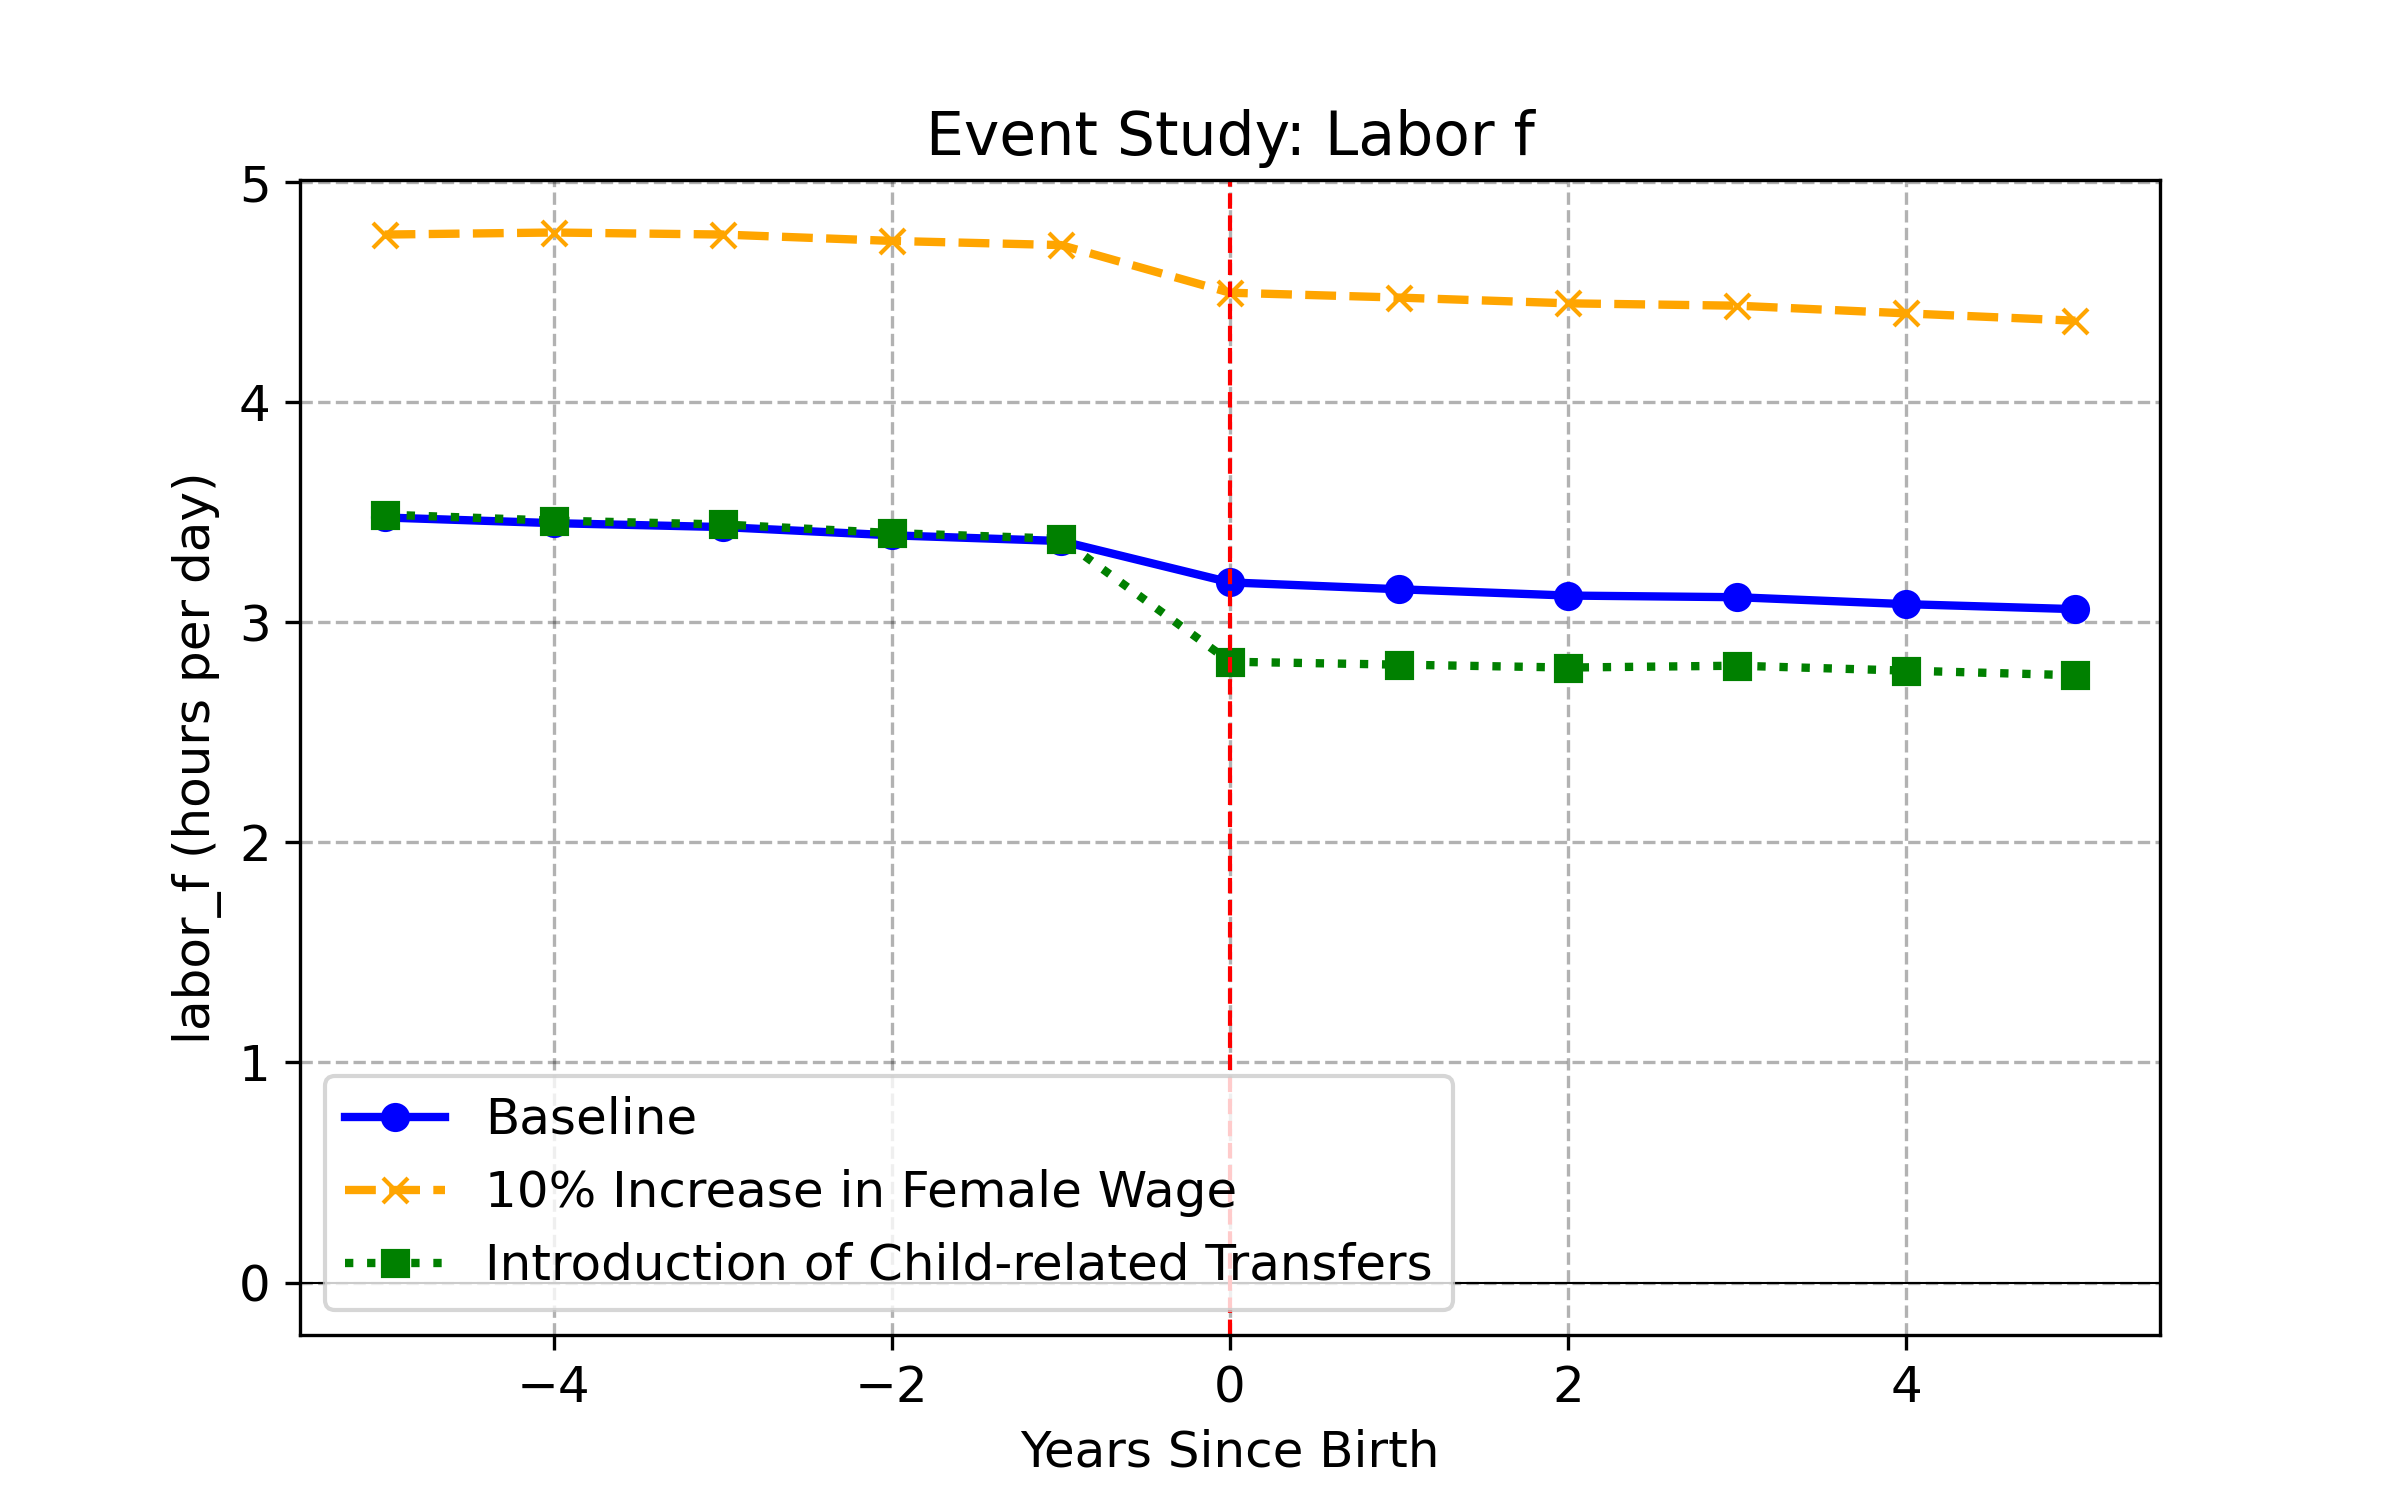 Event Study: Labor f
labor_f (hours per day)
5
4
3
2
1
0
Baseline
10% Increase in Female Wage
Introduction of Child-related Transfers
−4
−2
0
2
4
Years Since Birth